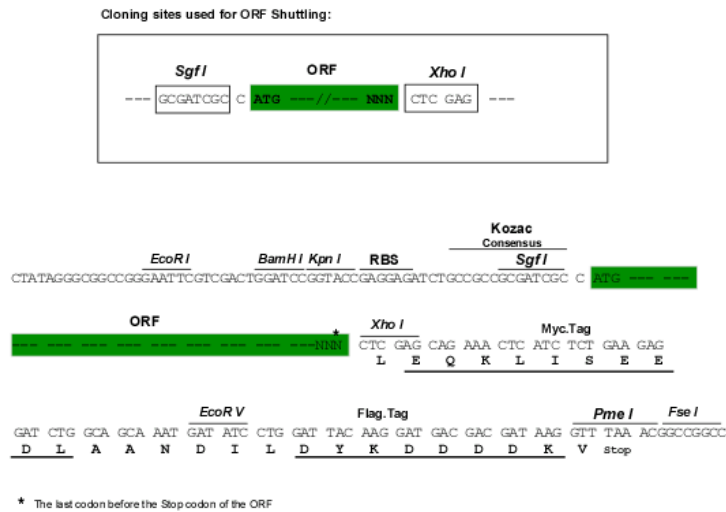 Cloning sites used for ORF Shuttling:
Sgf I ORF Xho I
--- GCGATCGC C ATG ---//--- NNN CTC GAG ---
Kozac
Consensus
EcoR I BamH I Kpn I RBS Sgf I
CTATAGGGCGGCCGGGAATTCGTCGACTGGATCCGGTACCGAGGAGATCTGCCGCCGCGATCGC C ATG --- ---
ORF Xho I Myc.Tag
*
--- --- --- --- --- --- --- --- --- ---NNN CTC GAG CAG AAA CTC ATC TCT GAA GAG
L E Q K L I S E E
EcoR V Flag.Tag Pme I Fse I
GAT CTG GCA GCA AAT GAT ATC CTG GAT TAC AAG GAT GAC GAC GAT AAG GTT TAA ACGGCCGGCC
D L A A N D I L D Y K D D D D K V Stop
* The last codon before the Stop codon of the ORF